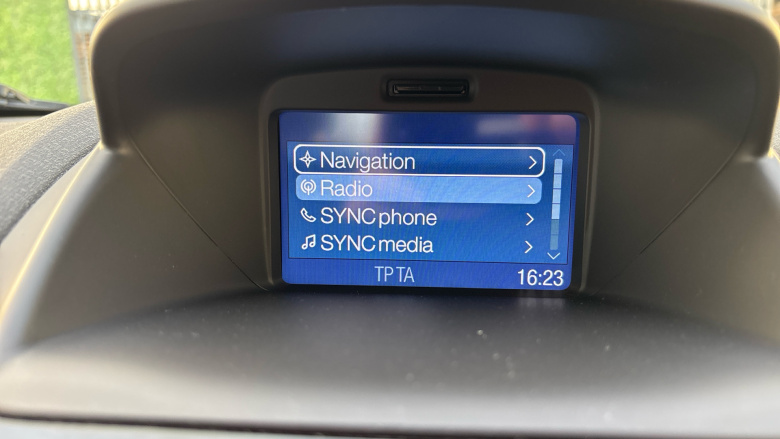 Navigation
Radio
SYNC phone
SYNC media
TP TA
16:23